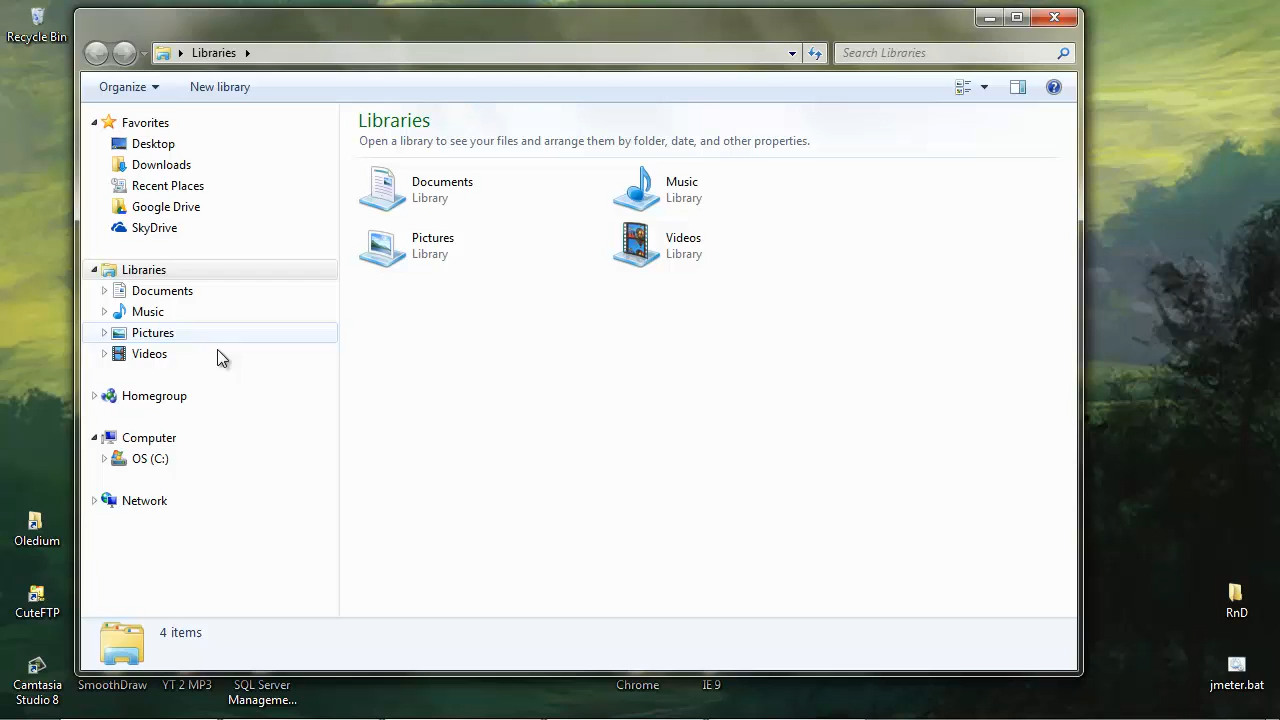 Recycle Bin
Libraries
Search Libraries
Organize
New library
Favorites
Desktop
Downloads
Recent Places
Google Drive
SkyDrive
Libraries
Documents
Music
Pictures
Videos
Homegroup
Computer
OS (C:)
Network
Libraries
Open a library to see your files and arrange them by folder, date, and other properties.
Documents
Library
Music
Library
Pictures
Library
Videos
Library
4 items
Oledium
CuteFTP
Camtasia
Studio 8
SmoothDraw
YT 2 MP3
SQL Server
Manageme...
Chrome
IE 9
RnD
jmeter.bat